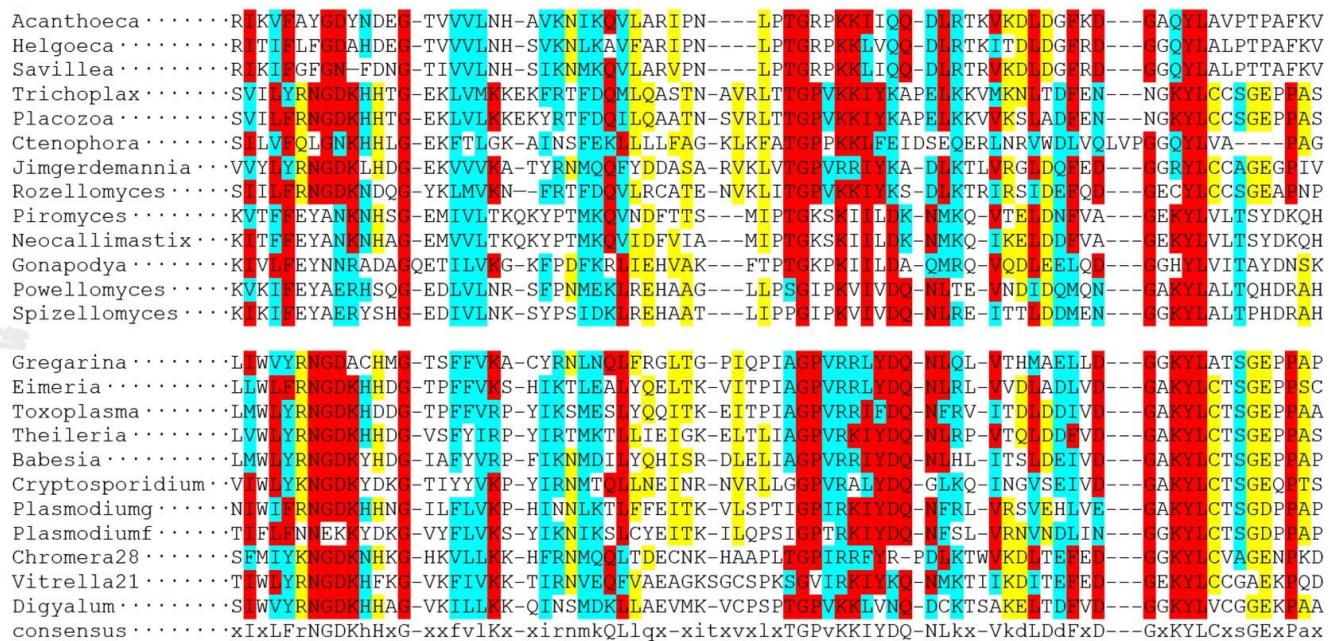 Acanthoeca ········RIKVFAYGDYNDEG-TVVVLNH-AVKNIKQVLARIPN----LPTGRPKKIIQQ-DLRTKVKDLDGFKD---GAQYLAVPTPAFKV
Helgoeca ··········RITIFLFGDAHDEG-TVVVLNH-SVKNLKAVFARIPN----LPTGRPKKLVQQ-DLRTKITDLDGFRD---GGQYLALPTPAFKV
Savillea ··········RIKIFGFGN-FDNG-TIVVLNH-SIKNMKQVLARVPN----LPTGRPKKLIQQ-DLRTRVKDLDGFRD---GGQYLALPTTAFKV
Trichoplax ········SVILYRNGDKHHTG-EKLVMKKEKFRTFDQMLQASTN-AVRLTTGPVKKIYKAPELKKVMKNLTDFEN---NGKYLCCSGEPPAS
Placozoa ··········SVILFRNGDKHHTG-EKLVLKKEKYRTFDQILQAATN-SVRLTTGPVKKIYKAPELKKVVKSLADFEN---NGKYLCCSGEPPAS
Ctenophora ········SILVFQLGNKHHLG-EKFTLGK-AINSFEKLLLLFAG-KLKFATGPPKKLFEIDSEQERLNRVWDLVQLVPGGQYLVA----PAG
Jimgerdemannia ····VVYLYRNGDKLHDG-EKVVVKA-TYRNMQQFYDDASA-RVKLVTGPVRRIYKA-DLKTLVRGLDQFED---GGRYLCCAGEGPIV
Rozellomyces ······SIILFRNGDKNDQG-YKLMVKN--FRTFDQVLRCATE-NVKLITGPVKKIYKS-DLKTRIRSIDEFQD---GECYLCCSGEAPNP
Piromyces ·········KVTFFEYANKNHSG-EMIVLTKQKYPTMKQVNDFTTS---MIPTGKSKIILDK-NMKQ-VTELDNFVA---GEKYLVLTSYDKQH
Neocallimastix ····KITFFEYANKNHAG-EMVVLTKQKYPTMKQVIDFVIA---MIPTGKSKIILDK-NMKQ-IKELDDFVA---GEKYLVLTSYDKQH
Gonapodya ·········KIVLFEYNNRADAGQETILVKG-KFPDFKRLIEHVAK---FTPTGKPKIILDA-QMRQ-VQDLEELQD---GGHYLVITAYDNSK
Powellomyces ······KVKIFEYAERHSQG-EDLVLNR-SFPNMEKLREHAAG---LLPSGIPKVIVDQ-NLTE-VNDIDQMQN---GAKYLALTQHDRAH
Spizellomyces ·····KIKIFEYAERYSHG-EDIVLNK-SYPSIDKLREHAAT---LIPPGIPKVIVDQ-NLRE-ITTLDDMEN---GGKYLALTPHDRAH
Gregarina ·········LIWVYRNGDACHMG-TSFFVKA-CYRNLNQLFRGLTG-PIQPIAGPVRRLYDQ-NLQL-VTHMAELLD---GGKYLATSGEPPAP
Eimeria ···········LLWLFRNGDKHHDG-TPFFVKS-HIKTLEALYQELTK-VITPIAGPVRRLYDQ-NLRL-VVDLADLVD---GAKYLCTSGEPPSC
Toxoplasma ········LMWLYRNGDKHDDG-TPFFVRP-YIKSMESLYQQITK-EITPIAGPVRRIFDQ-NFRV-ITDLDDIVD---GAKYLCTSGEPPAA
Theileria ·········LVWLYRNGDKHHDG-VSFYIRP-YIRTMKTLLIEIGK-ELTLIAGPVRKIYDQ-NLRP-VTQLDDFVD---GAKYLCTSGEPPAS
Babesia ···········LMWLYRNGDKYHDG-IAFYVRP-FIKNMDILYQHISR-DLELIAGPVRRIYDQ-NLHL-ITSLDEIVD---GAKYLCTSGEPPAS
Cryptosporidium ··VIWLYKNGDKYDKG-TIYYVKP-YIRNMTQLLNEINR-NVRLLGGPVRALYDQ-GLKQ-INGVSEIVD---GAKYLCTSGEQPTS
Plasmodiumg ·······NIWIFRNGDKHHNG-ILFLVKP-HINNLKTLFFEITK-VLSPTIGPIRKIYDQ-NFRL-VRSVEHLVE---GAKYLCTSGDPPAP
Plasmodiumf ·······TIFLFNNEKKYDKG-VYFLVKS-YIKNIKSLCYEITK-ILQPSIGPTRKIYDQ-NFSL-VRNVNDLIN---GGKYLCTSGDPPAP
Chromera28 ········SFMIYKNGDKNHKG-HKVLLKK-HFRNMQQLTDECNK-HAAPLTGPIRRFYR-PDLKTWVKDLTEFED---GGKYLCVAGENPKD
Vitrella21 ········TIWLYRNGDKHFKG-VKFIVKK-TIRNVEQFVAEAGKSGCSPKSGVIRKIYKQ-NMKTIIKDITEFED---GEKYLCCGAEKPQD
Digyalum ··········SIWVYRNGDKHHAG-VKILLKK-QINSMDKLLAEVMK-VCPSPTGPVKKLVNQ-DCKTSAKELTDFVD---GGKYLVCGGEKPAA
consensus ·········xIxLFrNGDKhHxG-xxfvlKx-xirnmkQLlqx-xitxvxlxTGPvKKIYDQ-NLkx-VkdLDdFxD---GxKYLCxsGExPax